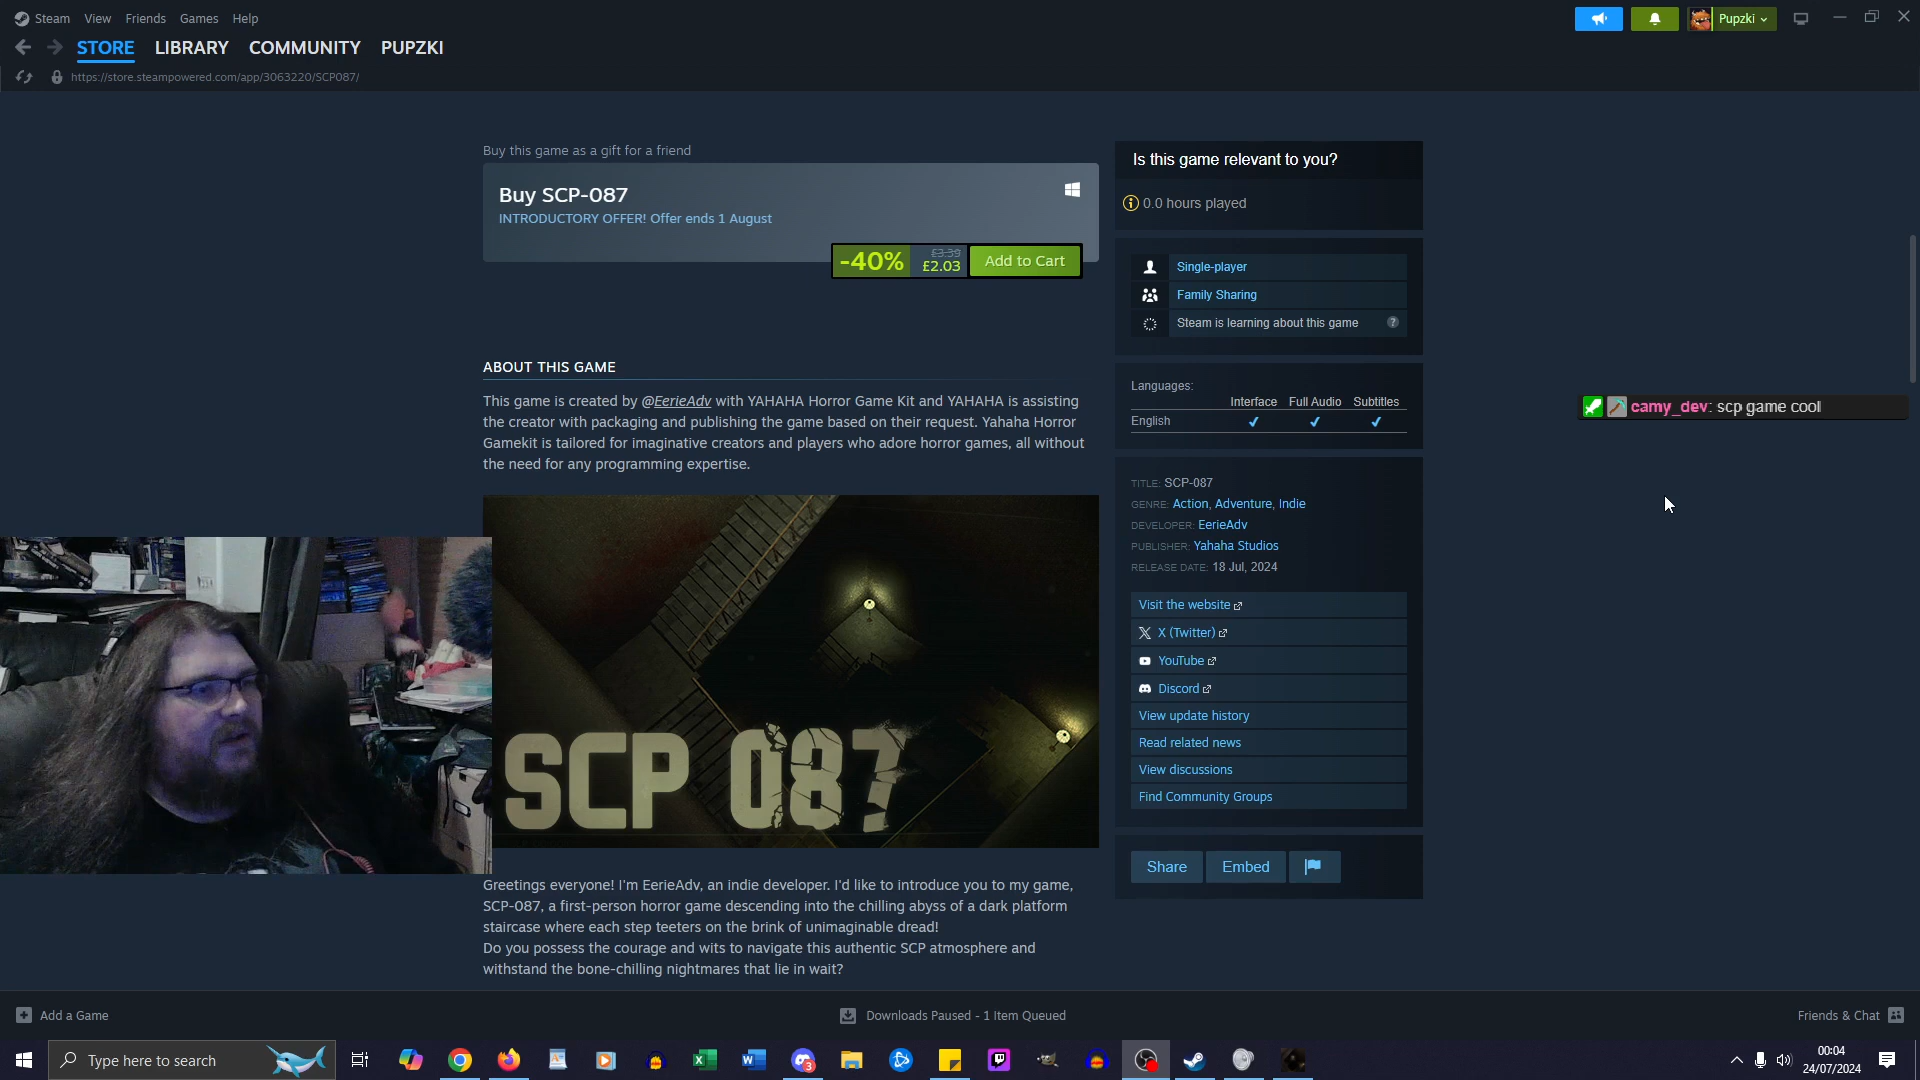 Steam View Friends Games Help
Pupzki
STORE LIBRARY COMMUNITY PUPZKI
https://store.steampowered.com/app/3063220/SCP087/
Buy this game as a gift for a friend
Buy SCP-087
INTRODUCTORY OFFER! Offer ends 1 August
-40% £3.39 £2.03 Add to Cart
ABOUT THIS GAME
This game is created by @EerieAdv with YAHAHA Horror Game Kit and YAHAHA is assisting
the creator with packaging and publishing the game based on their request. Yahaha Horror
Gamekit is tailored for imaginative creators and players who adore horror games, all without
the need for any programming expertise.
SCP 087
Greetings everyone! I'm EerieAdv, an indie developer. I'd like to introduce you to my game,
SCP-087, a first-person horror game descending into the chilling abyss of a dark platform
staircase where each step teeters on the brink of unimaginable dread!
Do you possess the courage and wits to navigate this authentic SCP atmosphere and
withstand the bone-chilling nightmares that lie in wait?
Is this game relevant to you?
0.0 hours played
Single-player
Family Sharing
Steam is learning about this game ?
Languages:
Interface Full Audio Subtitles
English ✔ ✔ ✔
TITLE: SCP-087
GENRE: Action, Adventure, Indie
DEVELOPER: EerieAdv
PUBLISHER: Yahaha Studios
RELEASE DATE: 18 Jul, 2024
Visit the website
X (Twitter)
YouTube
Discord
View update history
Read related news
View discussions
Find Community Groups
Share Embed
camy_dev: scp game cool
Add a Game
Downloads Paused - 1 Item Queued
Friends & Chat
Type here to search
3
00:04
24/07/2024